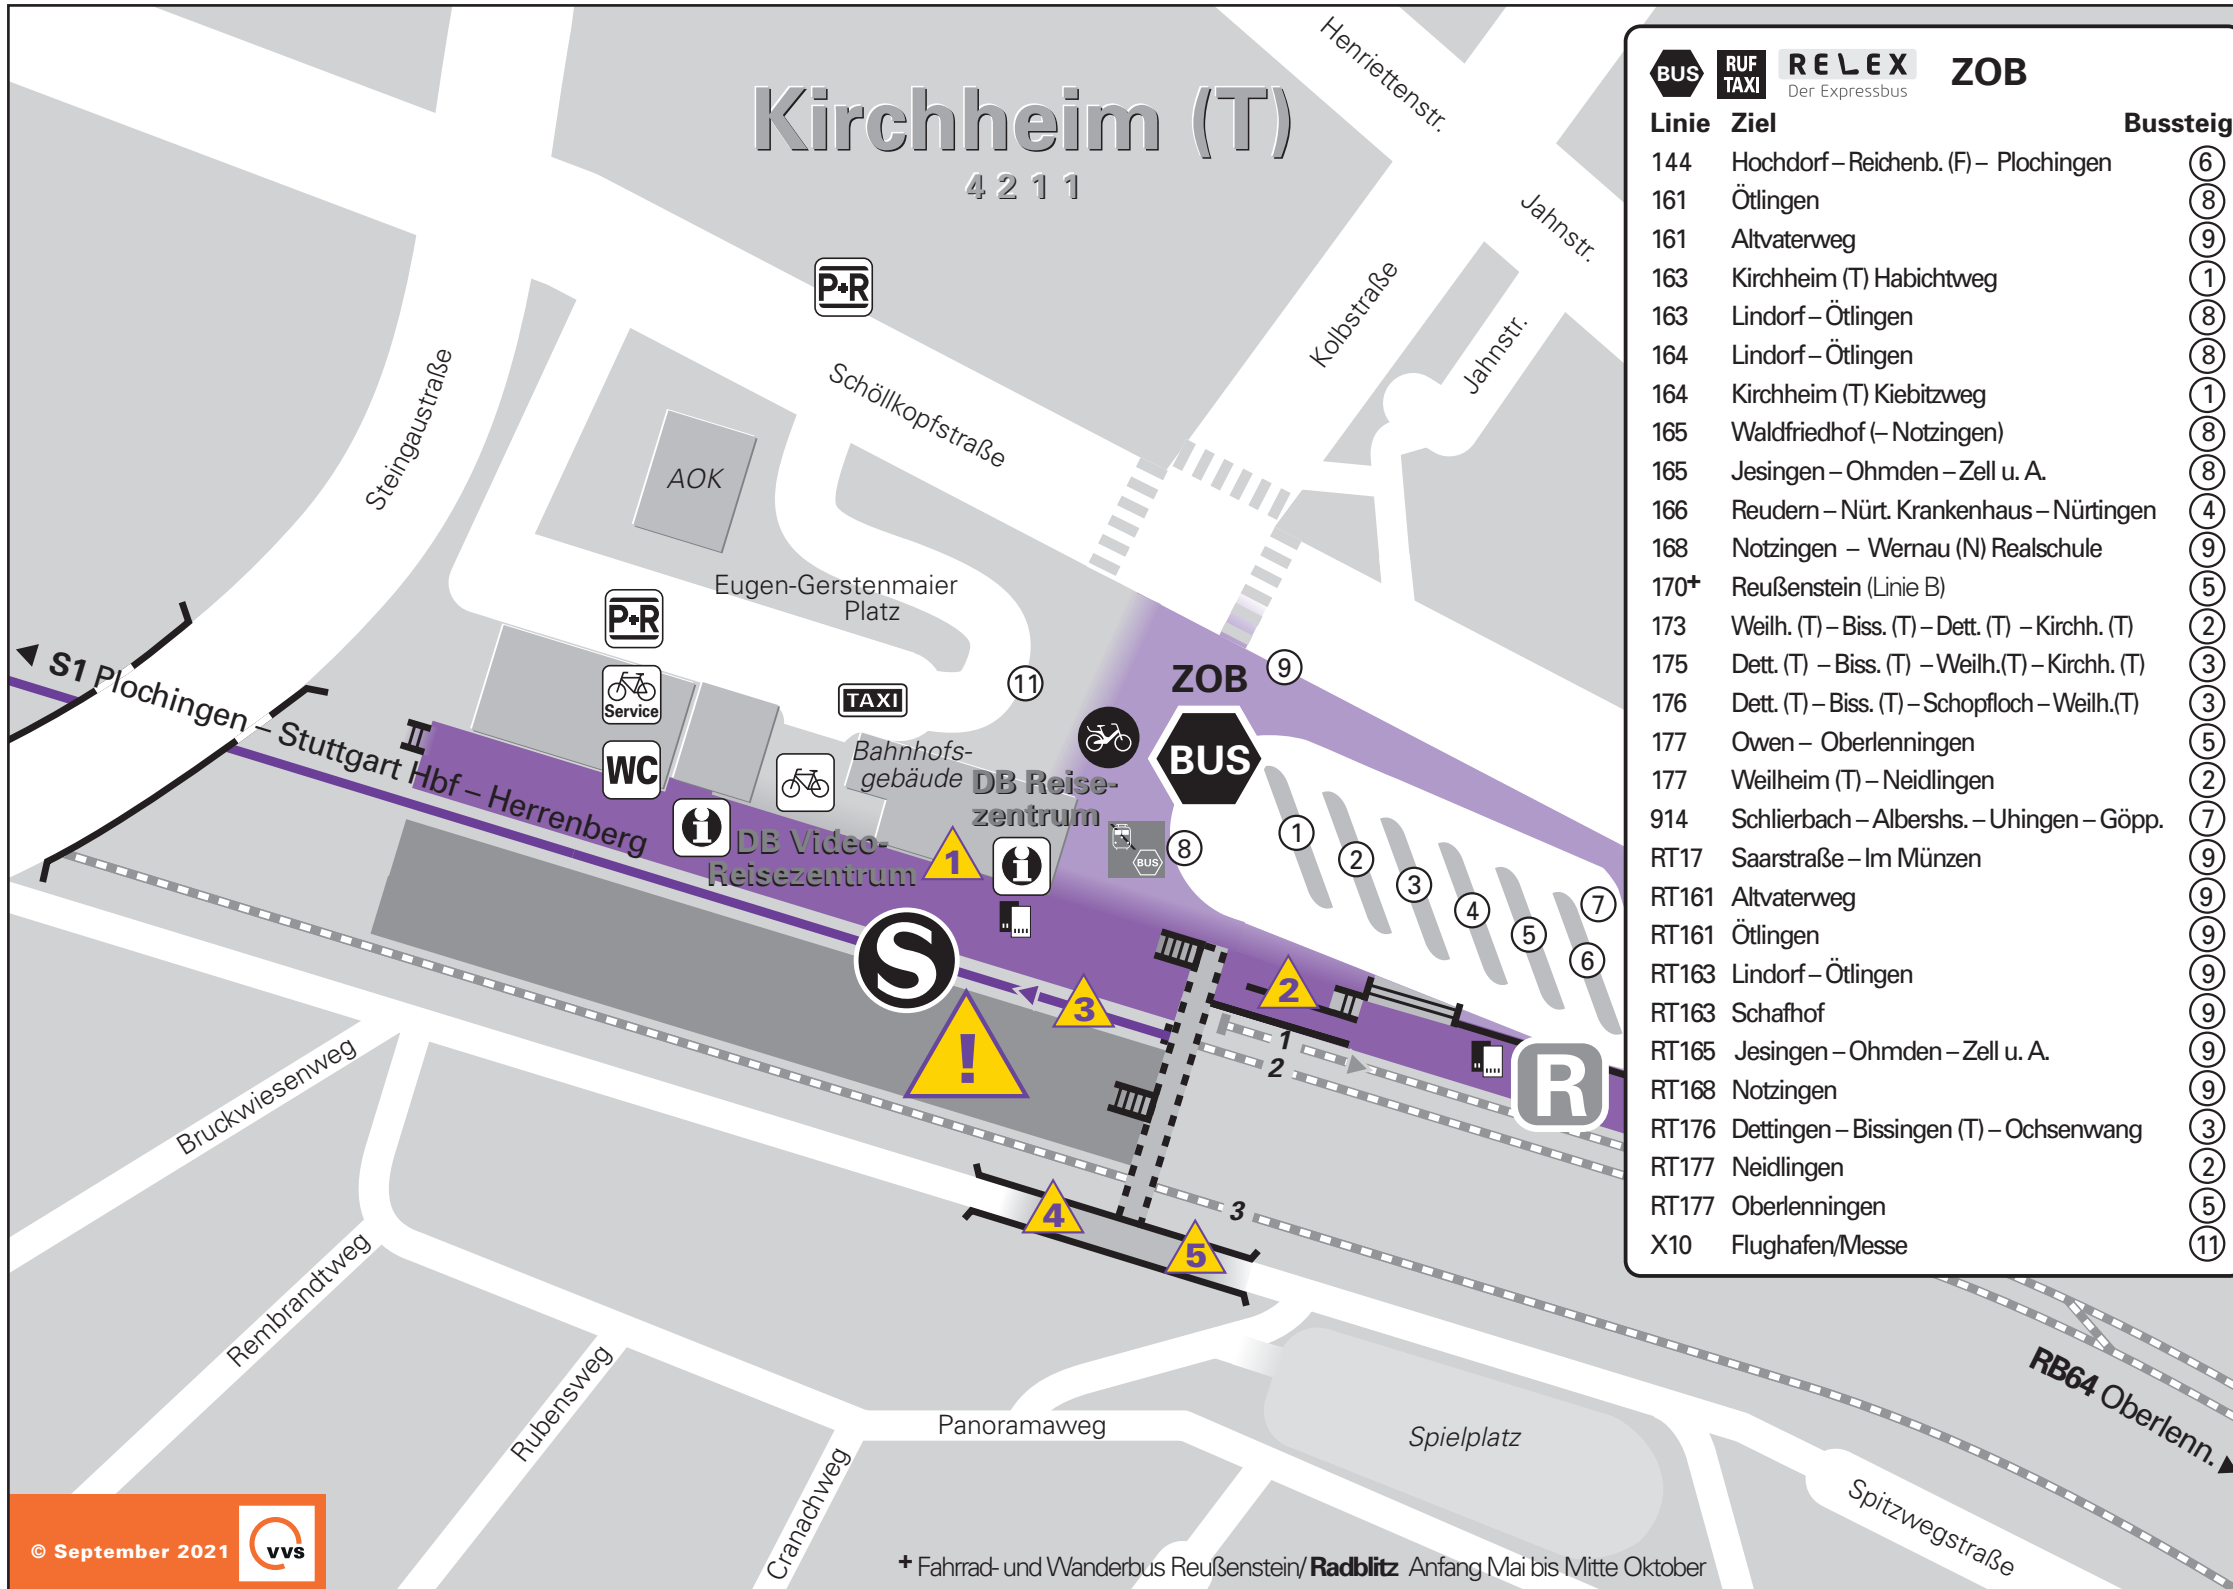 Kirchheim (T)
4 2 1 1
Henriettenstr.
Jahnstr.
Kolbstraße
Jahnstr.
P+R
Schöllkopfstraße
Steingaustraße
AOK
Eugen-Gerstenmaier
Platz
P+R
Service
TAXI
WC
Bahnhofs-
gebäude
DB Reise-
zentrum
DB Video-
Reisezentrum
S1 Plochingen – Stuttgart Hbf – Herrenberg
ZOB
BUS
BUS
11
9
8
1
2
3
4
5
6
7
1
2
3
4
5
!
S
R
1
2
3
Bruckwiesenweg
Rembrandtweg
Rubensweg
Cranachweg
Panoramaweg
Spielplatz
Spitzwegstraße
RB64 Oberlenn.
BUS RUF TAXI RELEX Der Expressbus ZOB
Linie Ziel Bussteig
144 Hochdorf – Reichenb. (F) – Plochingen 6
161 Ötlingen 8
161 Altvaterweg 9
163 Kirchheim (T) Habichtweg 1
163 Lindorf – Ötlingen 8
164 Lindorf – Ötlingen 8
164 Kirchheim (T) Kiebitzweg 1
165 Waldfriedhof (– Notzingen) 8
165 Jesingen – Ohmden – Zell u. A. 8
166 Reudern – Nürt. Krankenhaus – Nürtingen 4
168 Notzingen – Wernau (N) Realschule 9
170+ Reußenstein (Linie B) 5
173 Weilh. (T) – Biss. (T) – Dett. (T) – Kirchh. (T) 2
175 Dett. (T) – Biss. (T) – Weilh.(T) – Kirchh. (T) 3
176 Dett. (T) – Biss. (T) – Schopfloch – Weilh.(T) 3
177 Owen – Oberlenningen 5
177 Weilheim (T) – Neidlingen 2
914 Schlierbach – Albershs. – Uhingen – Göpp. 7
RT17 Saarstraße – Im Münzen 9
RT161 Altvaterweg 9
RT161 Ötlingen 9
RT163 Lindorf – Ötlingen 9
RT163 Schafhof 9
RT165 Jesingen – Ohmden – Zell u. A. 9
RT168 Notzingen 9
RT176 Dettingen – Bissingen (T) – Ochsenwang 3
RT177 Neidlingen 2
RT177 Oberlenningen 5
X10 Flughafen/Messe 11
© September 2021 VVS
+ Fahrrad- und Wanderbus Reußenstein/ Radblitz Anfang Mai bis Mitte Oktober